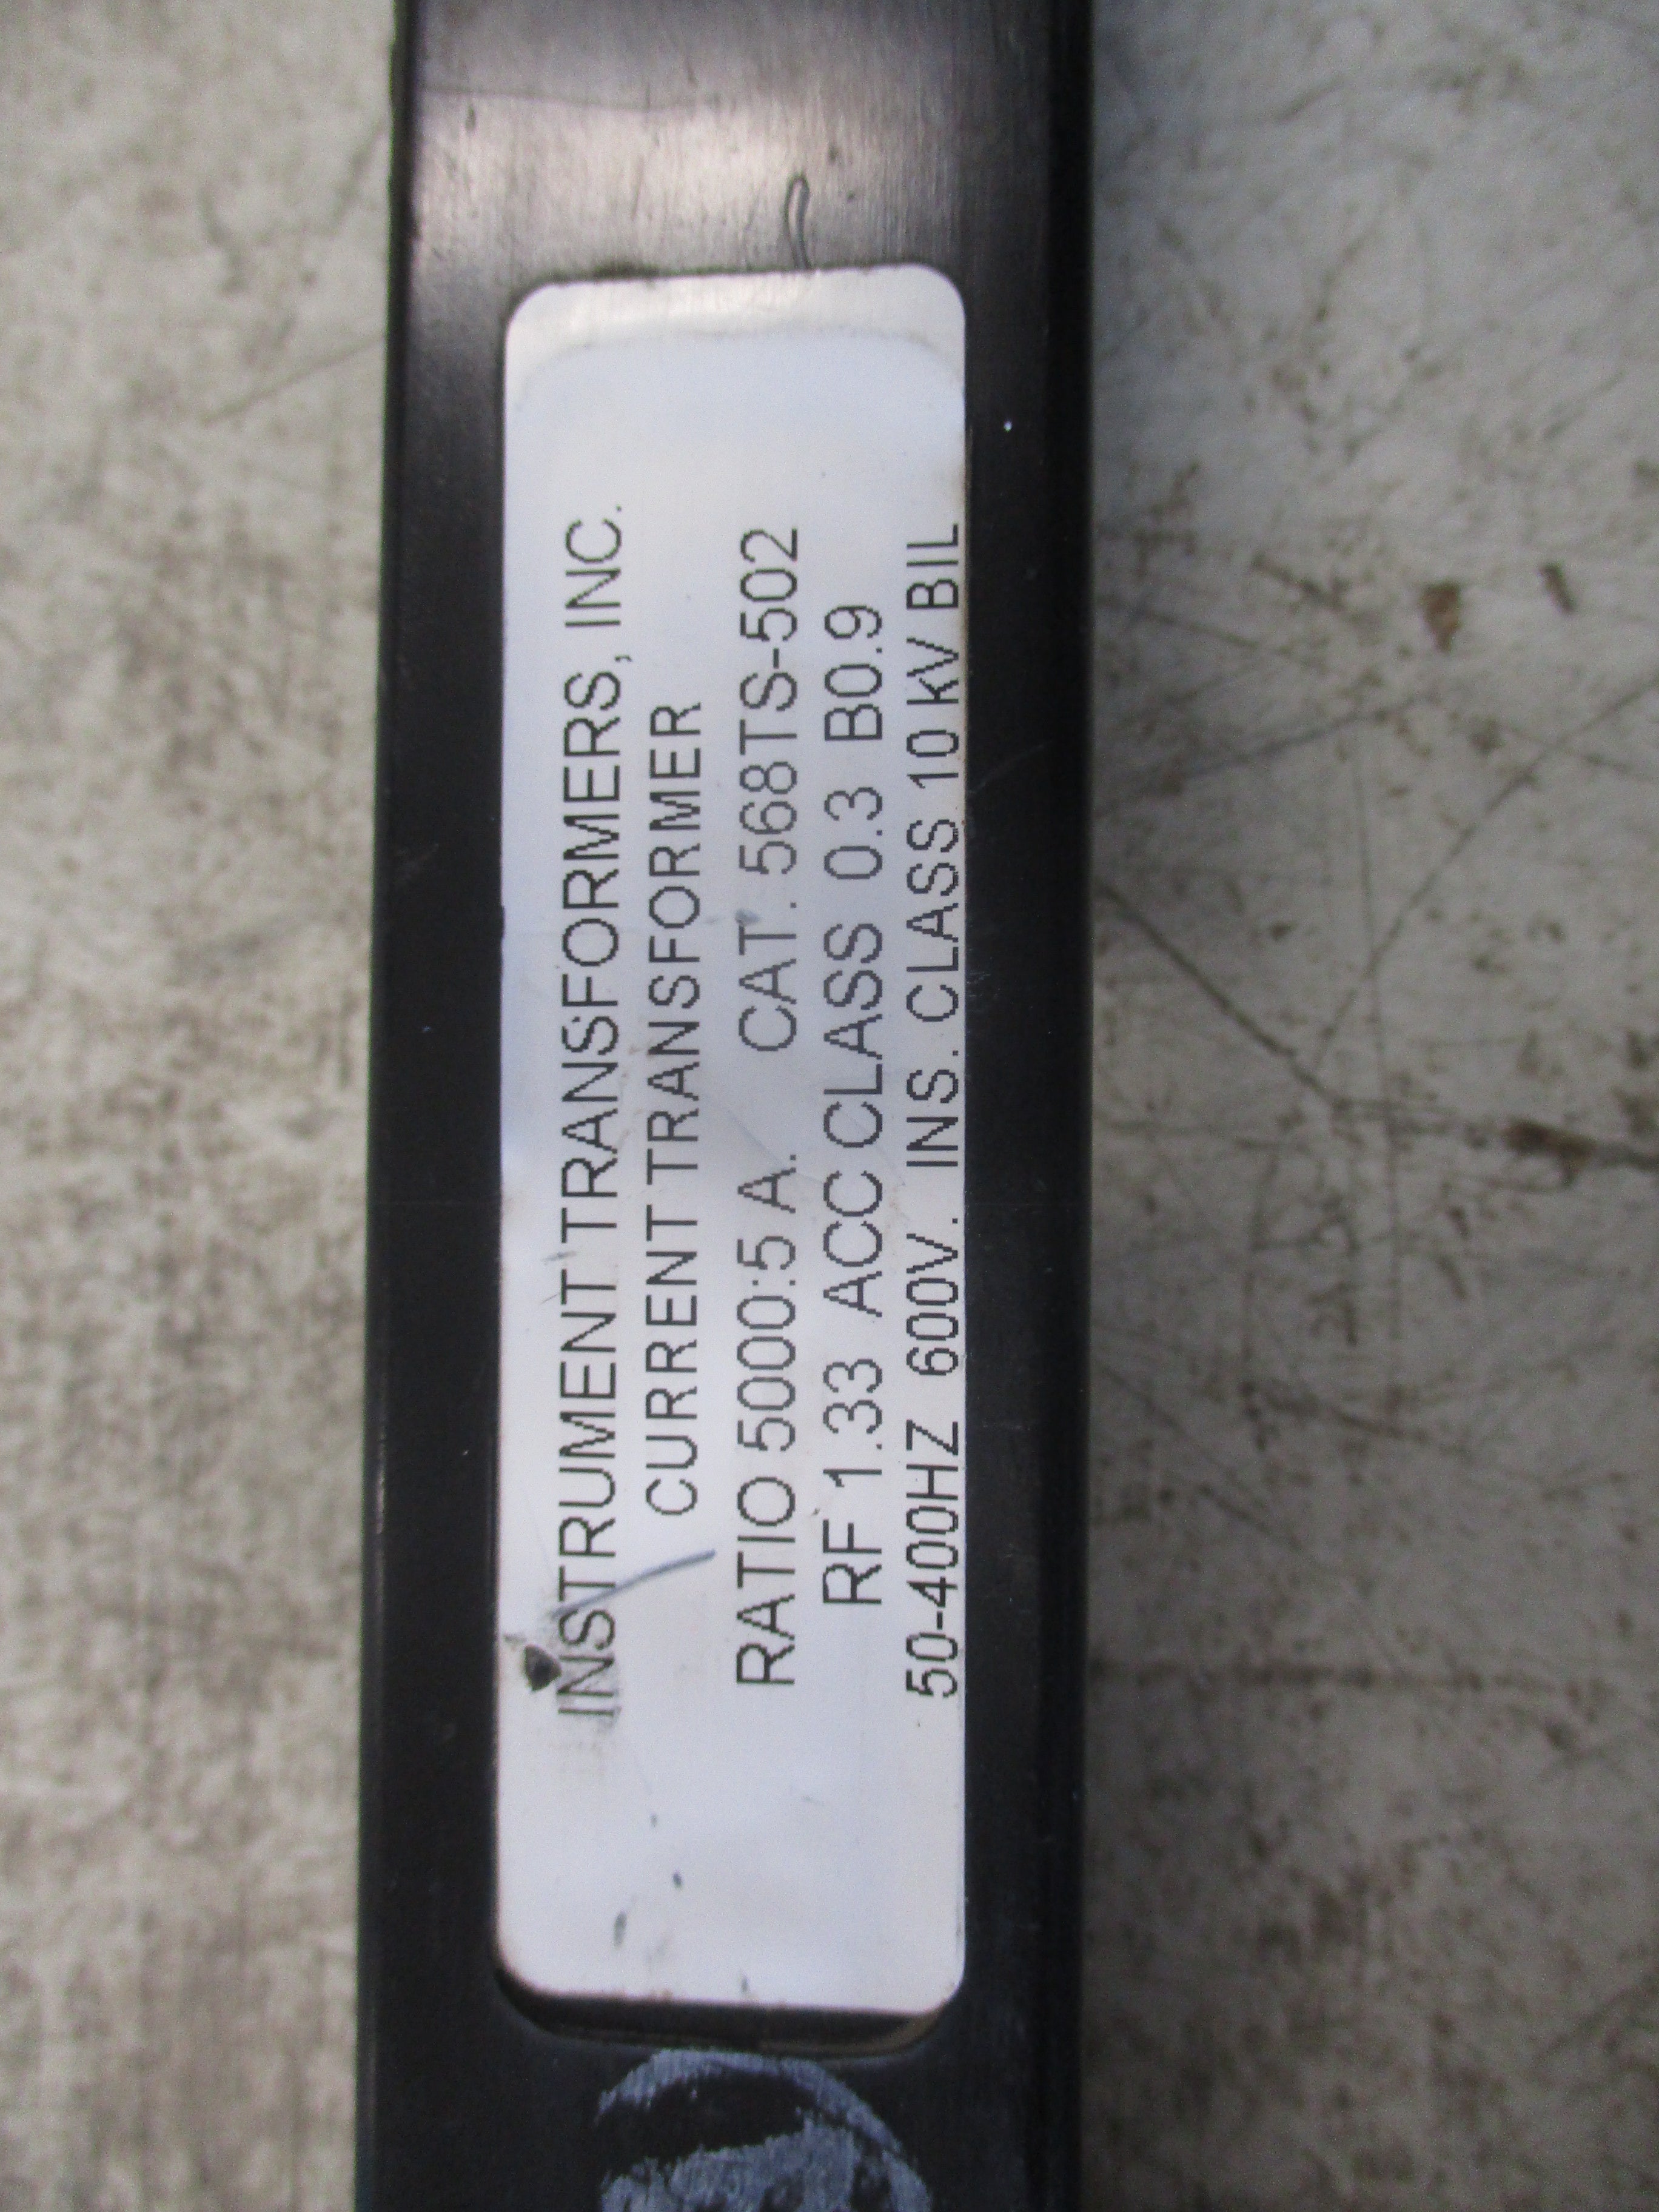 INSTRUMENT TRANSFORMERS, INC.
CURRENT TRANSFORMER
RATIO 5000:5 A. CAT. 568TS-502
RF 1.33 ACC CLASS 0.3 B0.9
50-400HZ 600V. INS. CLASS 10 kV BIL